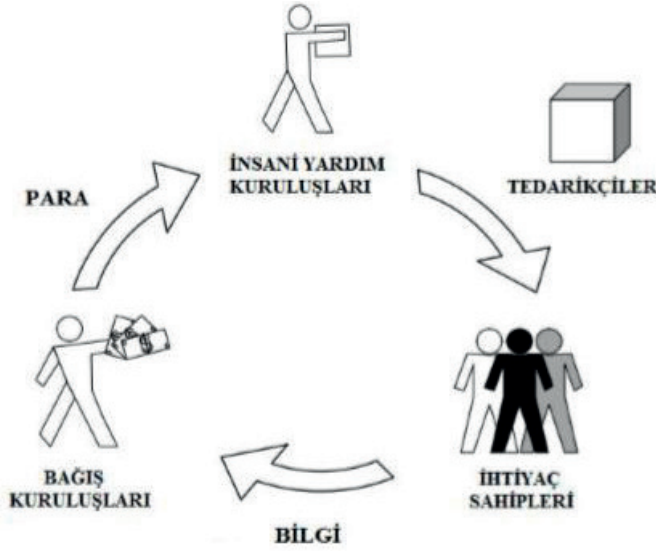 İNSANİ YARDIM
KURULUŞLARI
PARA
TEDARİKÇİLER
BAĞIŞ
KURULUŞLARI
İHTİYAÇ
SAHİPLERİ
BİLGİ